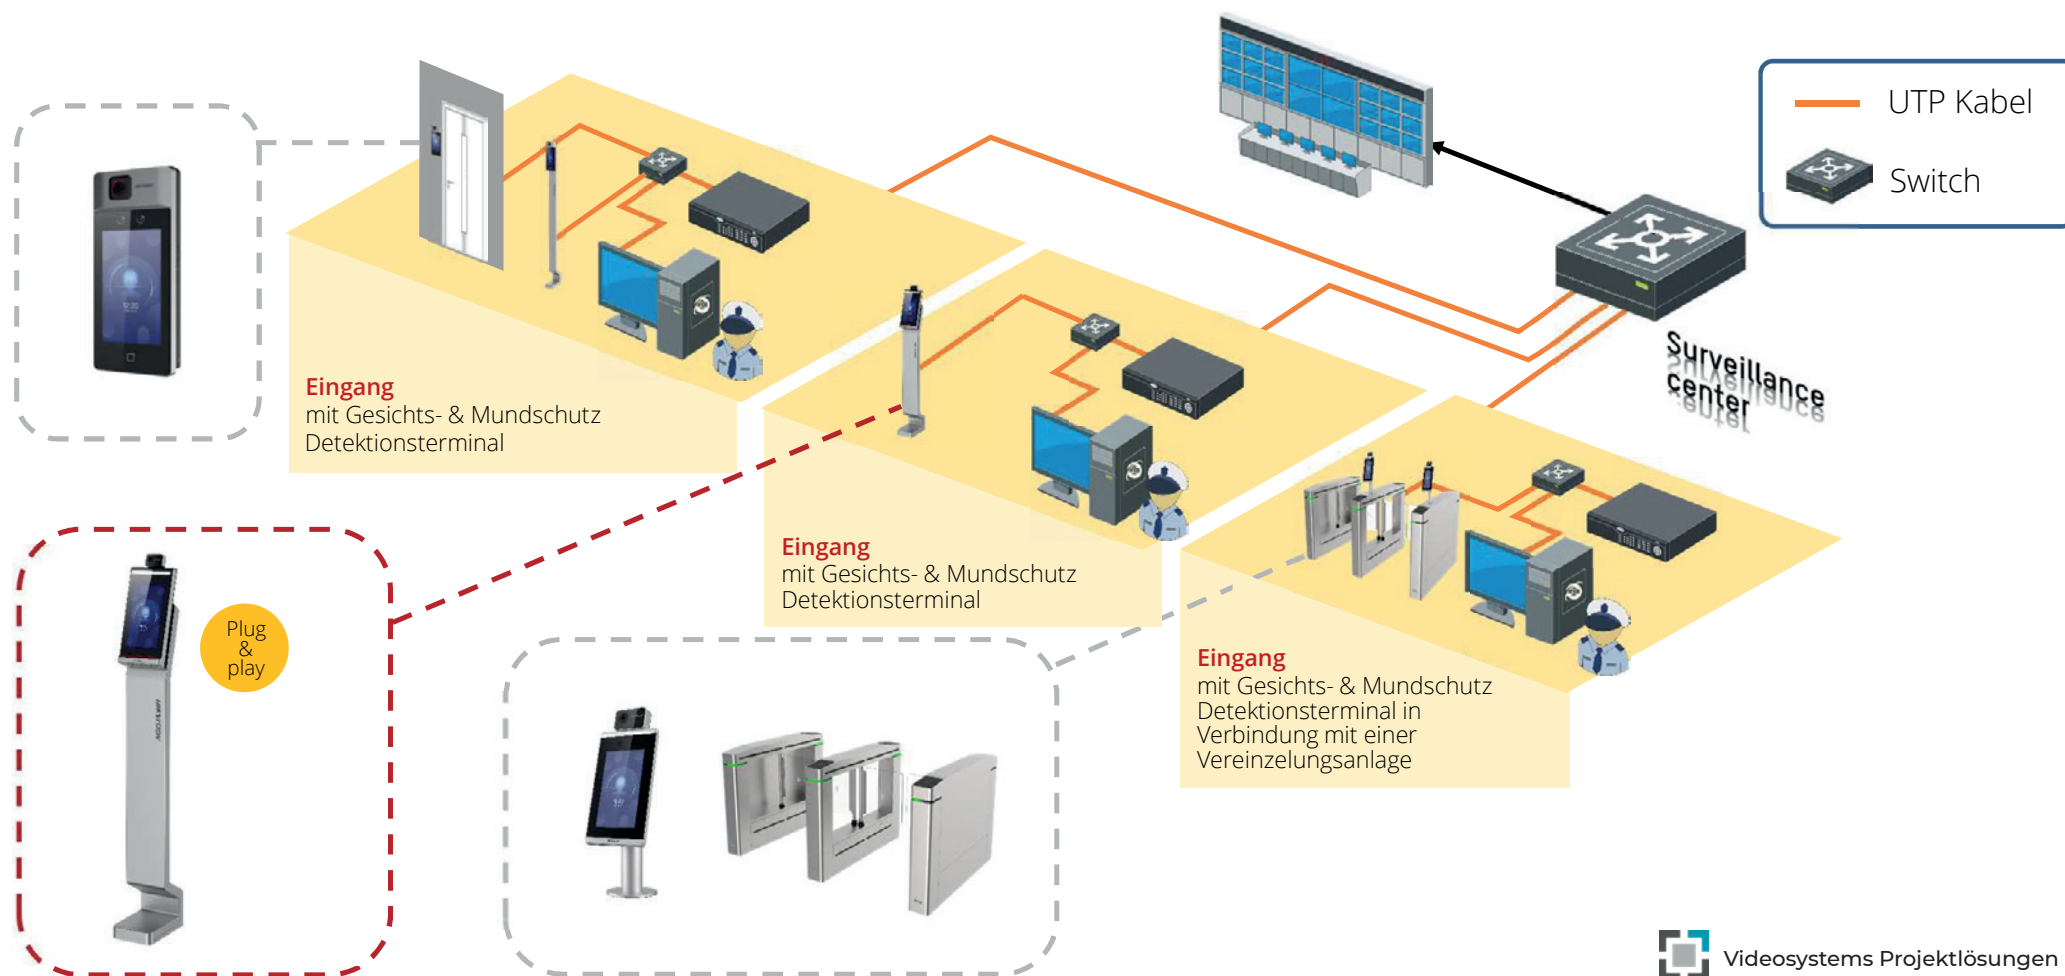 UTP Kabel
Switch
Surveillance
center
Eingang
mit Gesichts- & Mundschutz
Detektionsterminal
Eingang
mit Gesichts- & Mundschutz
Detektionsterminal
Plug
&
play
Eingang
mit Gesichts- & Mundschutz
Detektionsterminal in
Verbindung mit einer
Vereinzelungsanlage
Videosystems Projektlösungen